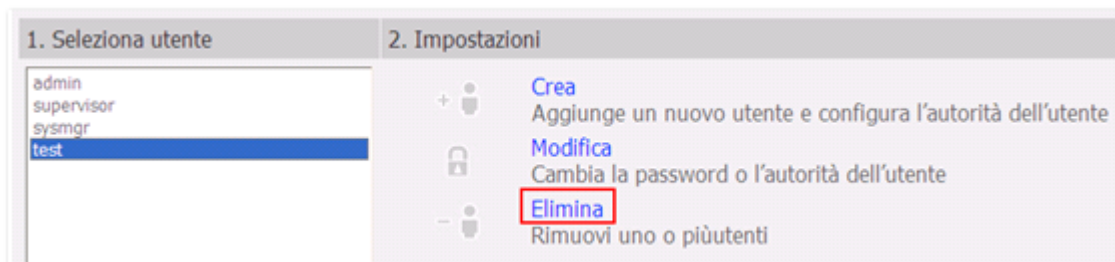 1. Seleziona utente
2. Impostazioni
admin
supervisor
sysmgr
test
Crea
Aggiunge un nuovo utente e configura l'autorità dell'utente
Modifica
Cambia la password o l'autorità dell'utente
Elimina
Rimuovi uno o piùutenti